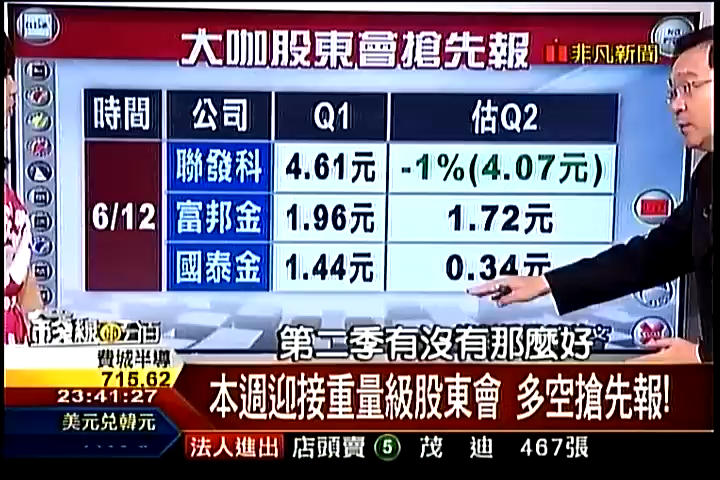 大咖股東會搶先報
非凡新聞
時間 公司 Q1 估Q2
6/12
聯發科 4.61元 -1%(4.07元)
富邦金 1.96元 1.72元
國泰金 1.44元 0.34元
第二季有沒有那麼好
費城半導
715.62
本週迎接重量級股東會 多空搶先報!
23:41:27
美元兌韓元
法人進出 店頭賣 5 茂 迪 467張